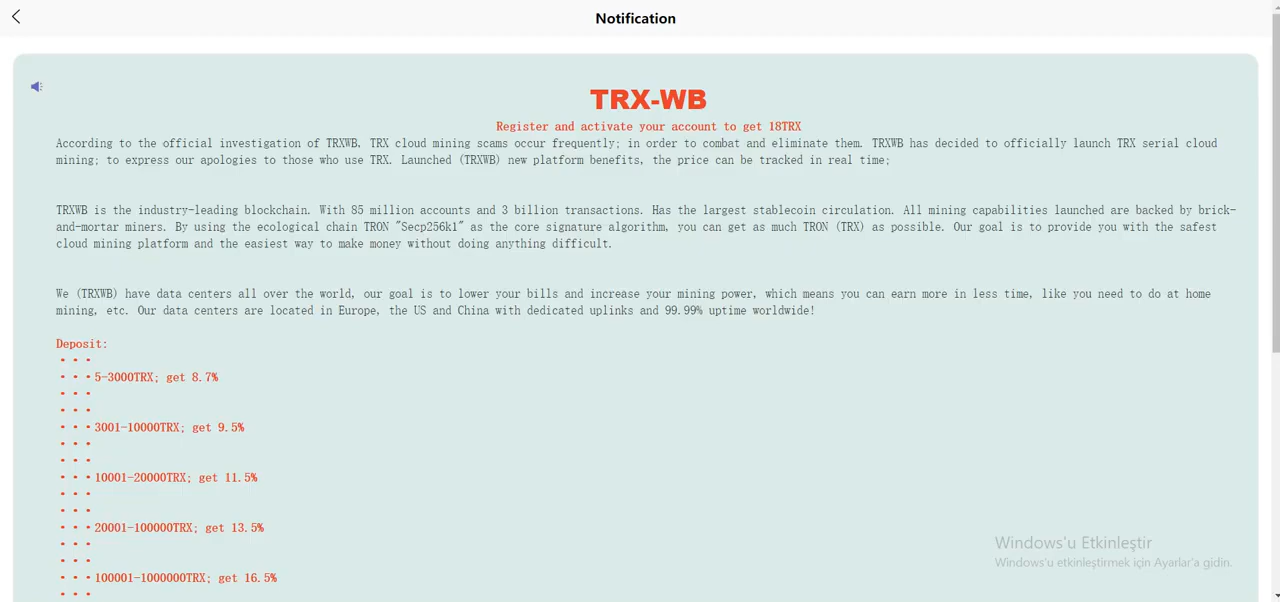 Notification
TRX-WB
Register and activate your account to get 18TRX
According to the official investigation of TRXWB, TRX cloud mining scams occur frequently; in order to combat and eliminate them. TRXWB has decided to officially launch TRX serial cloud
mining; to express our apologies to those who use TRX. Launched (TRXWB) new platform benefits, the price can be tracked in real time;
TRXWB is the industry-leading blockchain. With 85 million accounts and 3 billion transactions. Has the largest stablecoin circulation. All mining capabilities launched are backed by brick-
and-mortar miners. By using the ecological chain TRON "Secp256k1" as the core signature algorithm, you can get as much TRON (TRX) as possible. Our goal is to provide you with the safest
cloud mining platform and the easiest way to make money without doing anything difficult.
We (TRXWB) have data centers all over the world, our goal is to lower your bills and increase your mining power, which means you can earn more in less time, like you need to do at home
mining, etc. Our data centers are located in Europe, the US and China with dedicated uplinks and 99.99% uptime worldwide!
Deposit:
···
···5-3000TRX; get 8.7%
···
···
···3001-10000TRX; get 9.5%
···
···
···10001-20000TRX; get 11.5%
···
···
···20001-100000TRX; get 13.5%
···
···
···100001-1000000TRX; get 16.5%
···
Windows'u Etkinleştir
Windows'u etkinleştirmek için Ayarlar'a gidin.